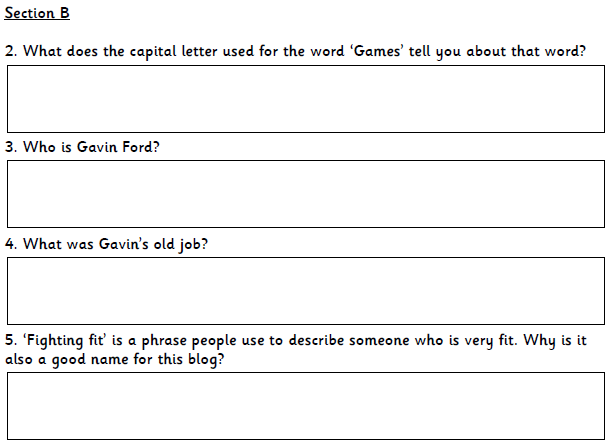 Section B
2. What does the capital letter used for the word ‘Games’ tell you about that word?
3. Who is Gavin Ford?
4. What was Gavin’s old job?
5. ‘Fighting fit’ is a phrase people use to describe someone who is very fit. Why is it
also a good name for this blog?